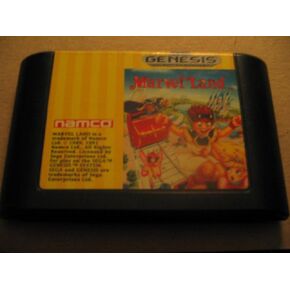 GENESIS
Marvel Land
namco
MARVEL LAND is a
trademark of Namco
Ltd. © 1989, 1991
Namco Ltd., All Rights
Reserved. Licensed by
Sega Enterprises Ltd.
for play on the SEGA™
GENESIS™ SYSTEM.
SEGA and GENESIS are
trademarks of Sega
Enterprises Ltd.